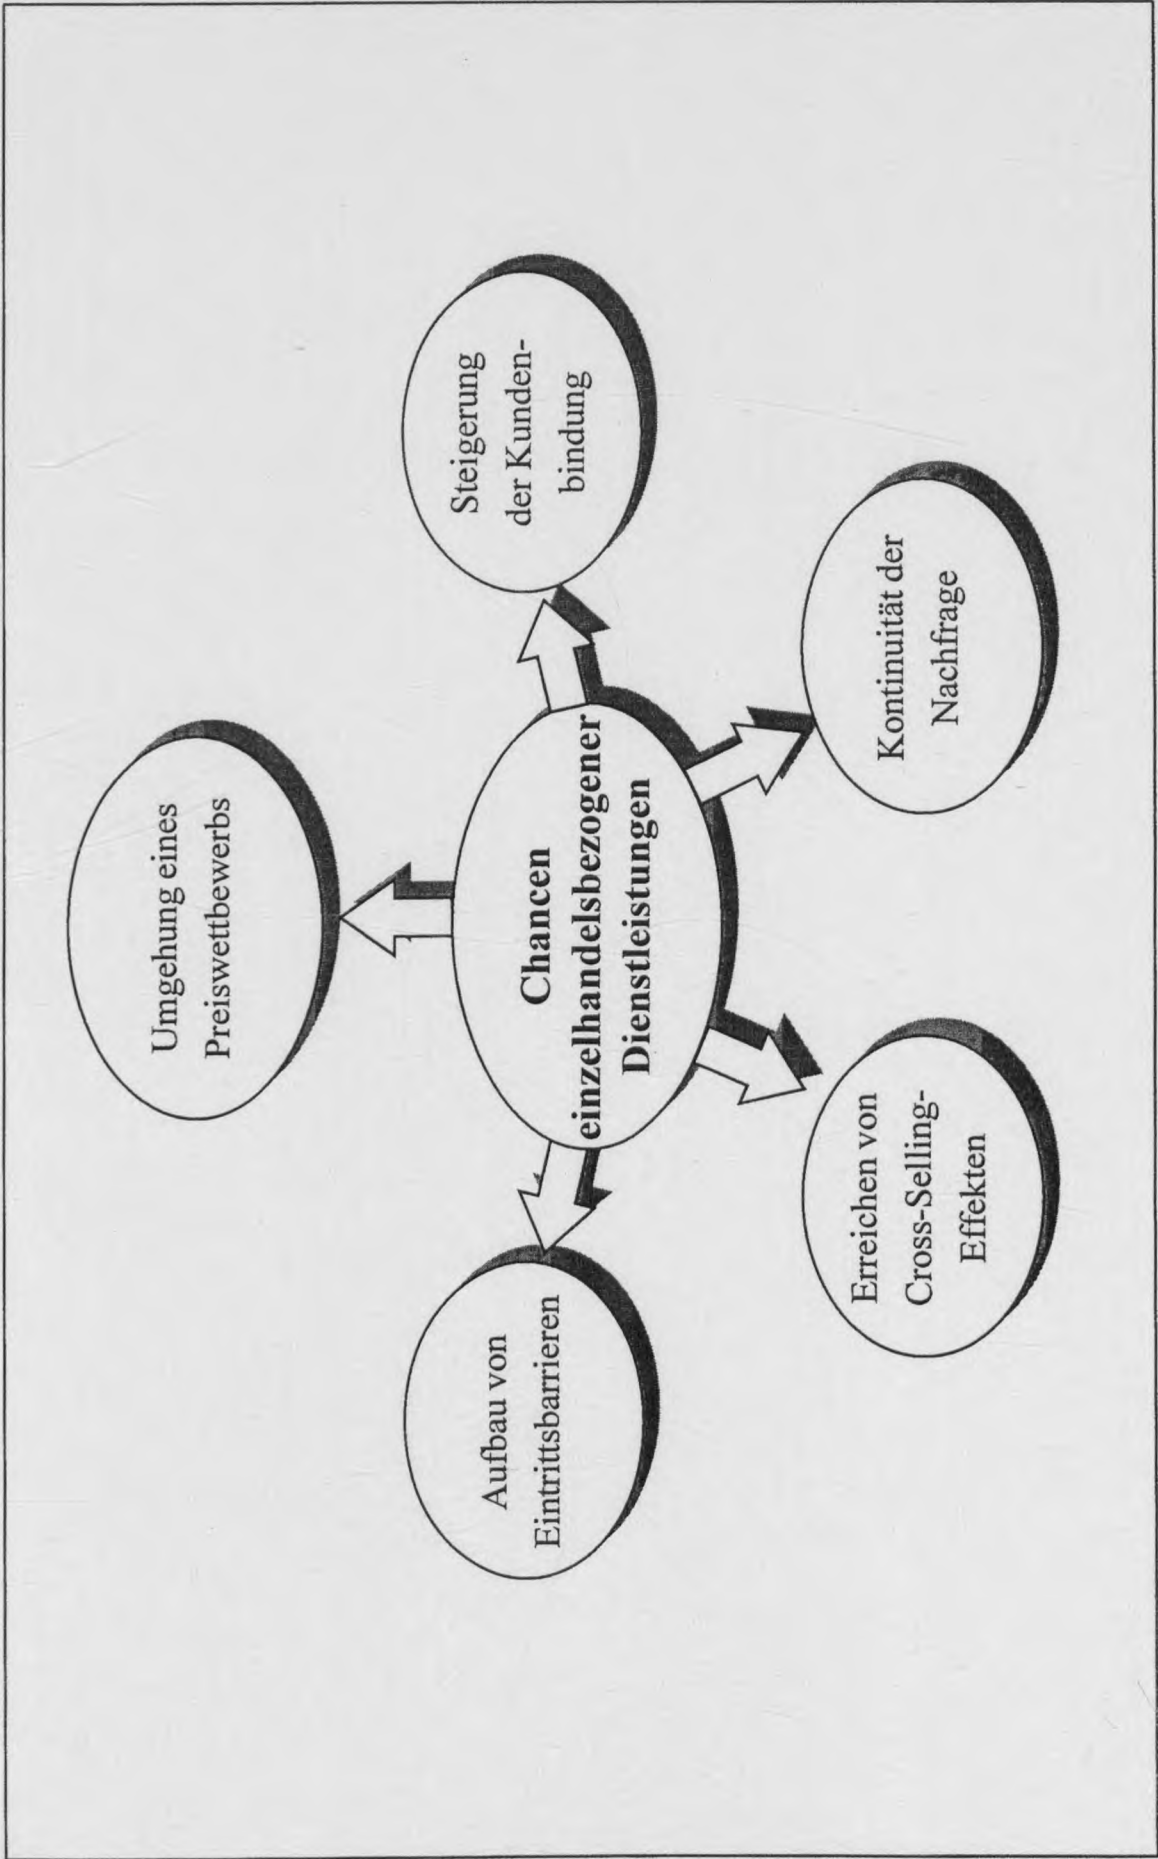 Umgehung eines
Preiswettbewerbs
Aufbau von
Eintrittsbarrieren
Steigerung
der Kunden-
bindung
Chancen
einzelhandelsbezogener
Dienstleistungen
Erreichen von
Cross-Selling-
Effekten
Kontinuität der
Nachfrage